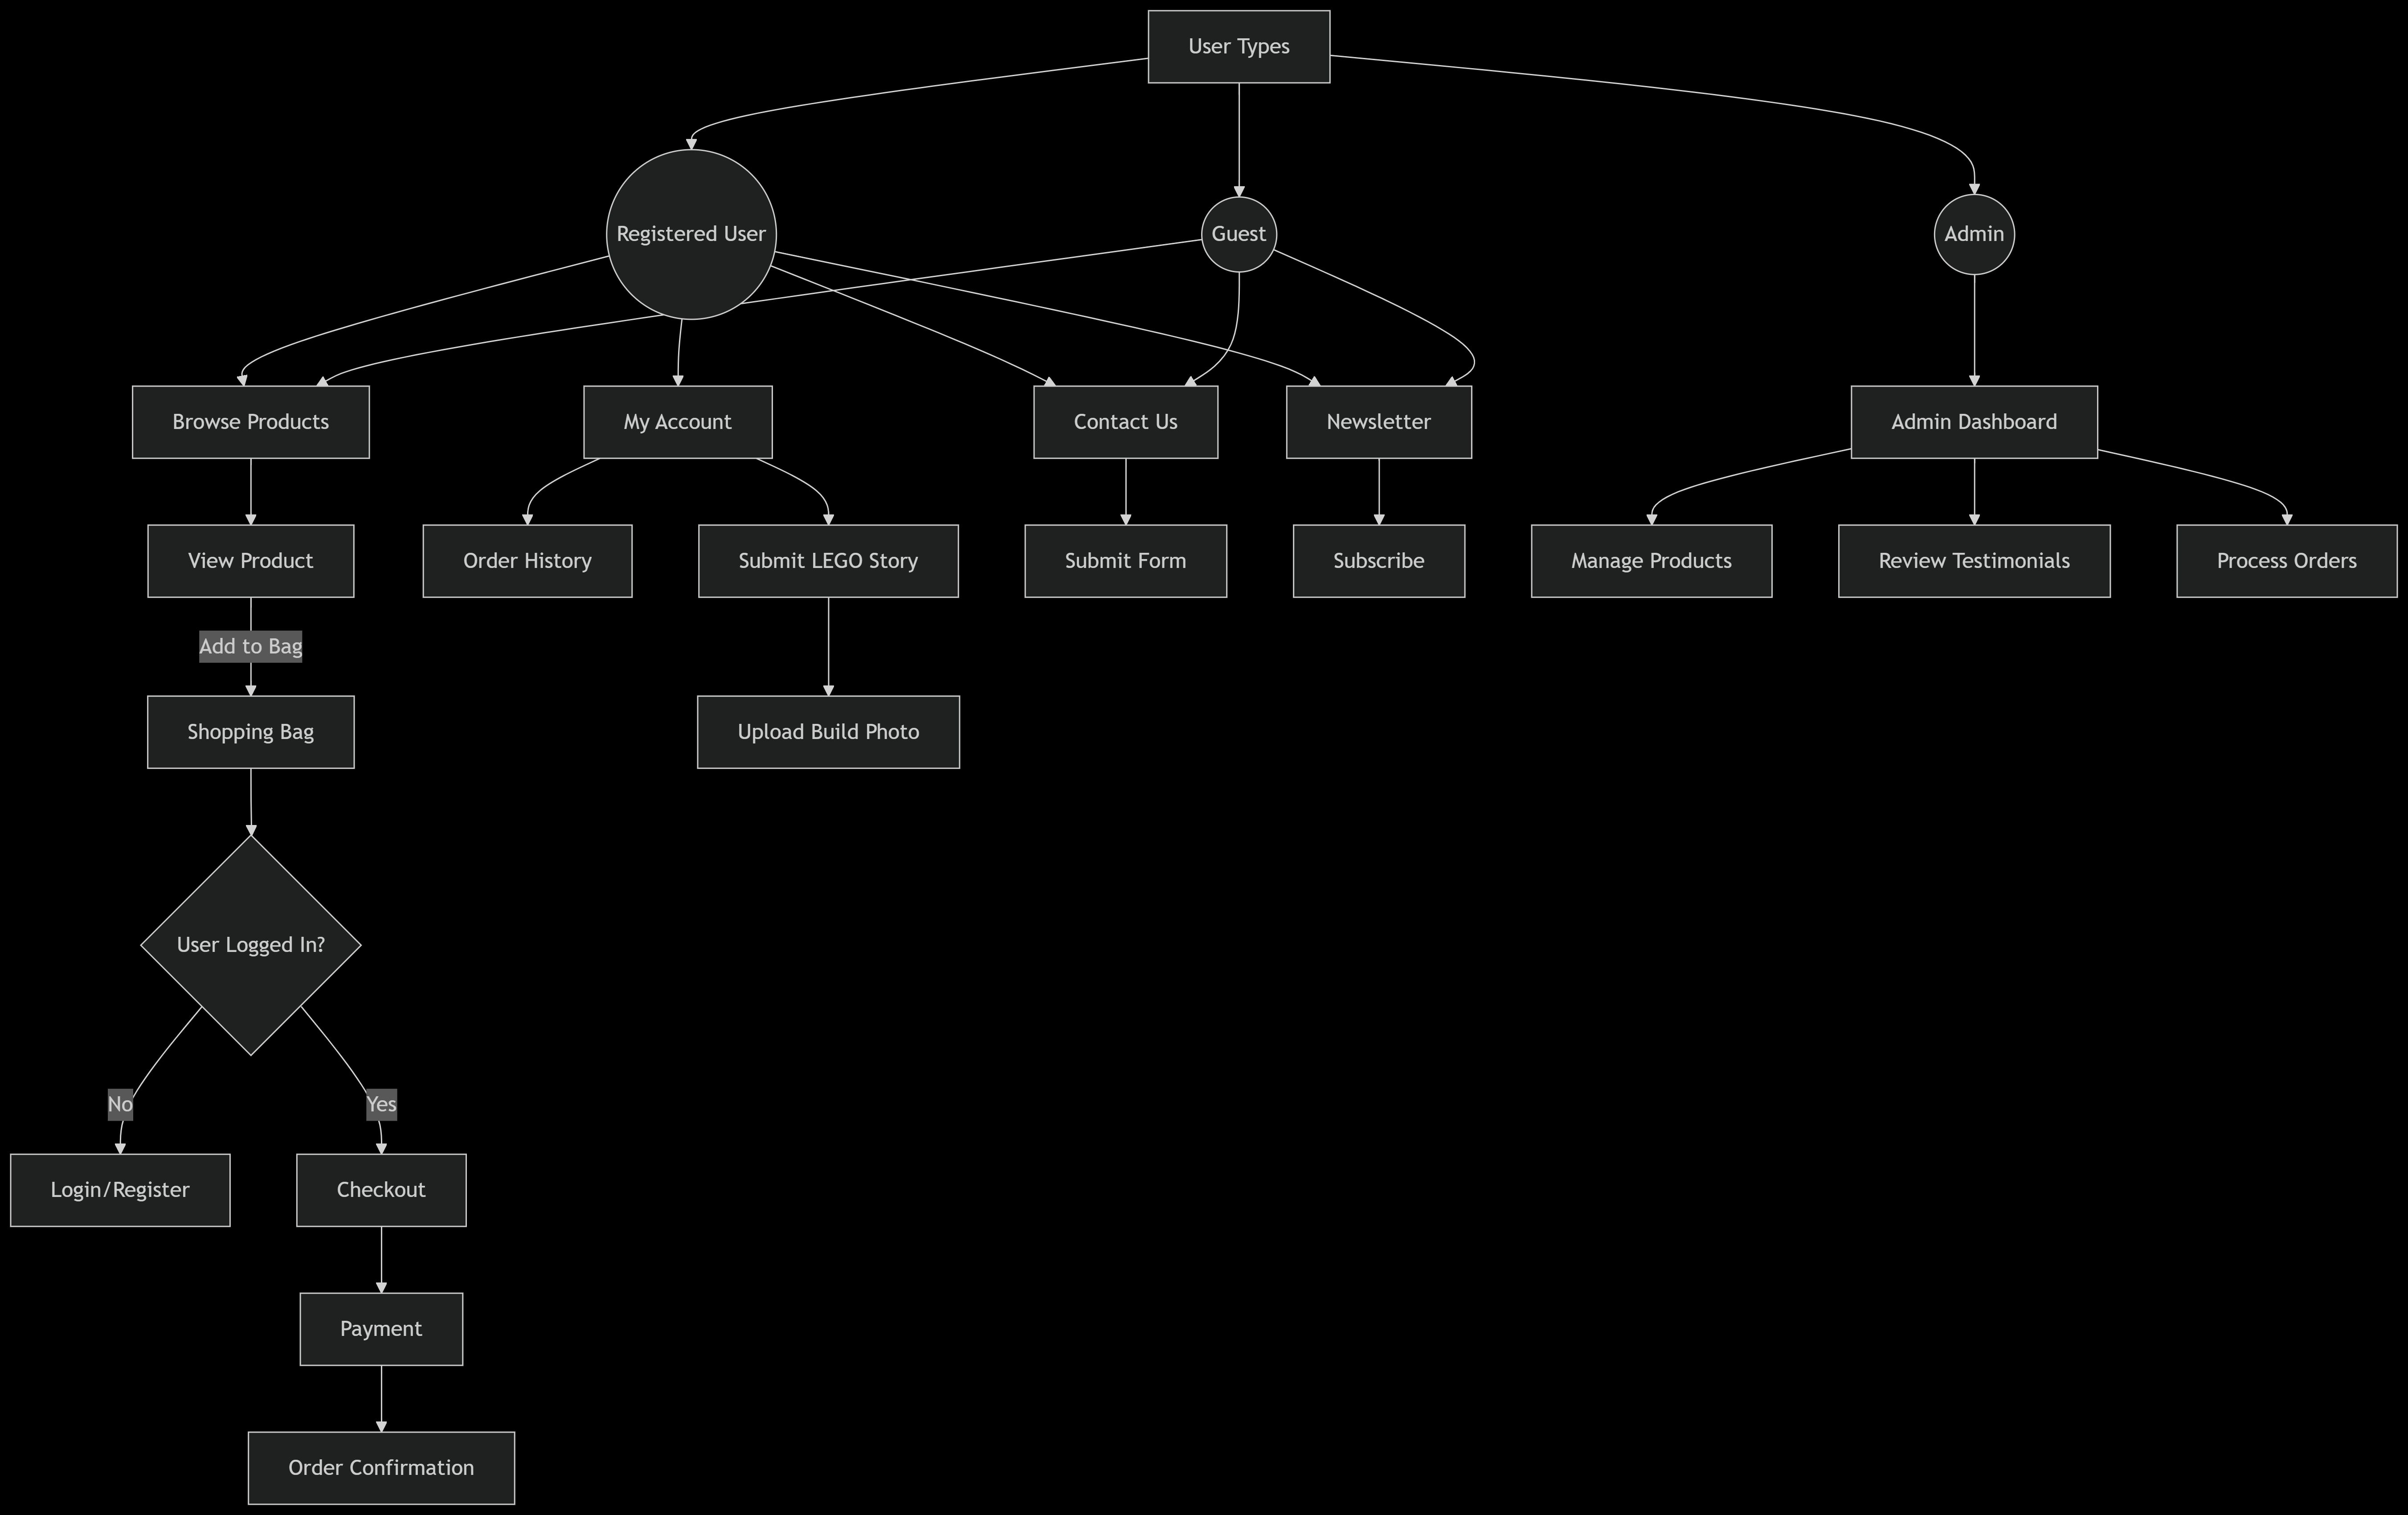 User Types
Registered User
Guest
Admin
Browse Products
My Account
Contact Us
Newsletter
Admin Dashboard
View Product
Order History
Submit LEGO Story
Submit Form
Subscribe
Manage Products
Review Testimonials
Process Orders
Add to Bag
Shopping Bag
Upload Build Photo
User Logged In?
No
Yes
Login/Register
Checkout
Payment
Order Confirmation